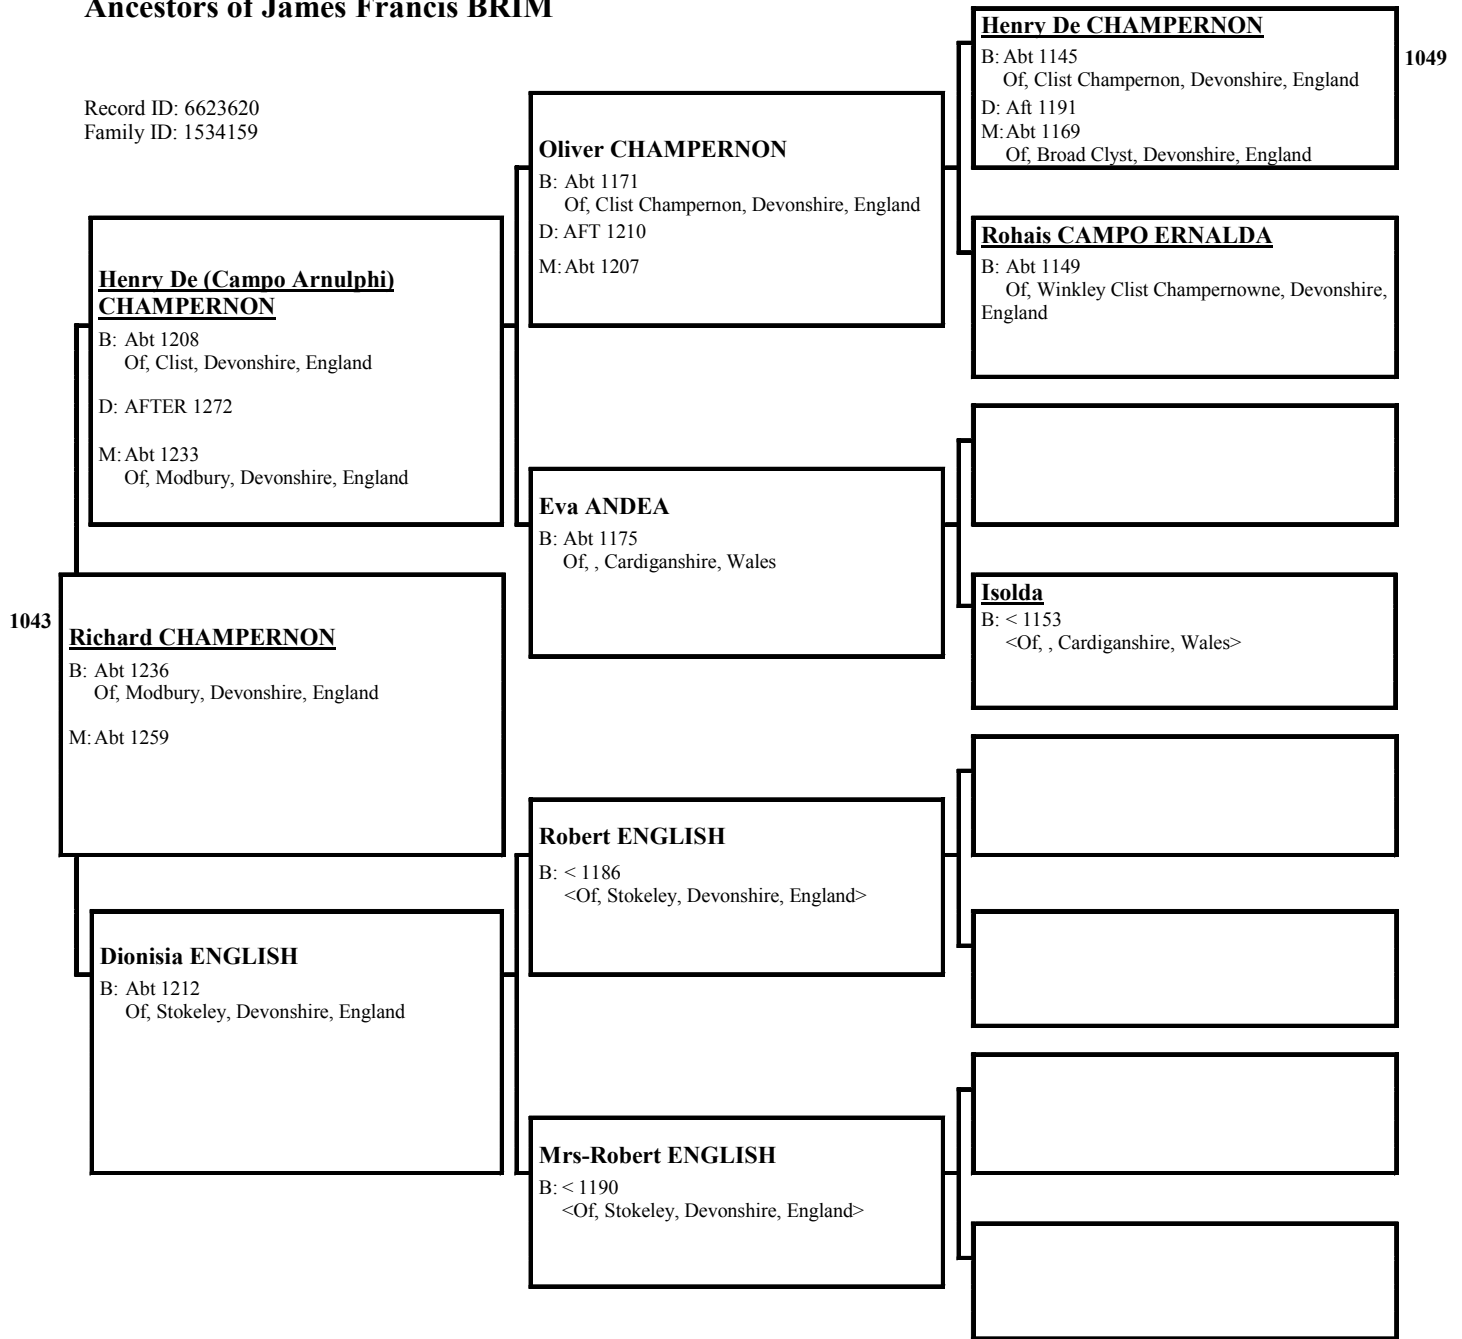 Ancestors of James Francis BRIM
Record ID: 6623620
Family ID: 1534159
Henry De CHAMPERNON
B: Abt 1145
Of, Clist Champernon, Devonshire, England
D: Aft 1191
M: Abt 1169
Of, Broad Clyst, Devonshire, England
1049
Oliver CHAMPERNON
B: Abt 1171
Of, Clist Champernon, Devonshire, England
D: AFT 1210
M: Abt 1207
Rohais CAMPO ERNALDA
B: Abt 1149
Of, Winkley Clist Champernowne, Devonshire,
England
Henry De (Campo Arnulphi)
CHAMPERNON
B: Abt 1208
Of, Clist, Devonshire, England
D: AFTER 1272
M: Abt 1233
Of, Modbury, Devonshire, England
Eva ANDEA
B: Abt 1175
Of, , Cardiganshire, Wales
Isolda
B: < 1153
<Of, , Cardiganshire, Wales>
1043
Richard CHAMPERNON
B: Abt 1236
Of, Modbury, Devonshire, England
M: Abt 1259
Robert ENGLISH
B: < 1186
<Of, Stokeley, Devonshire, England>
Dionisia ENGLISH
B: Abt 1212
Of, Stokeley, Devonshire, England
Mrs-Robert ENGLISH
B: < 1190
<Of, Stokeley, Devonshire, England>